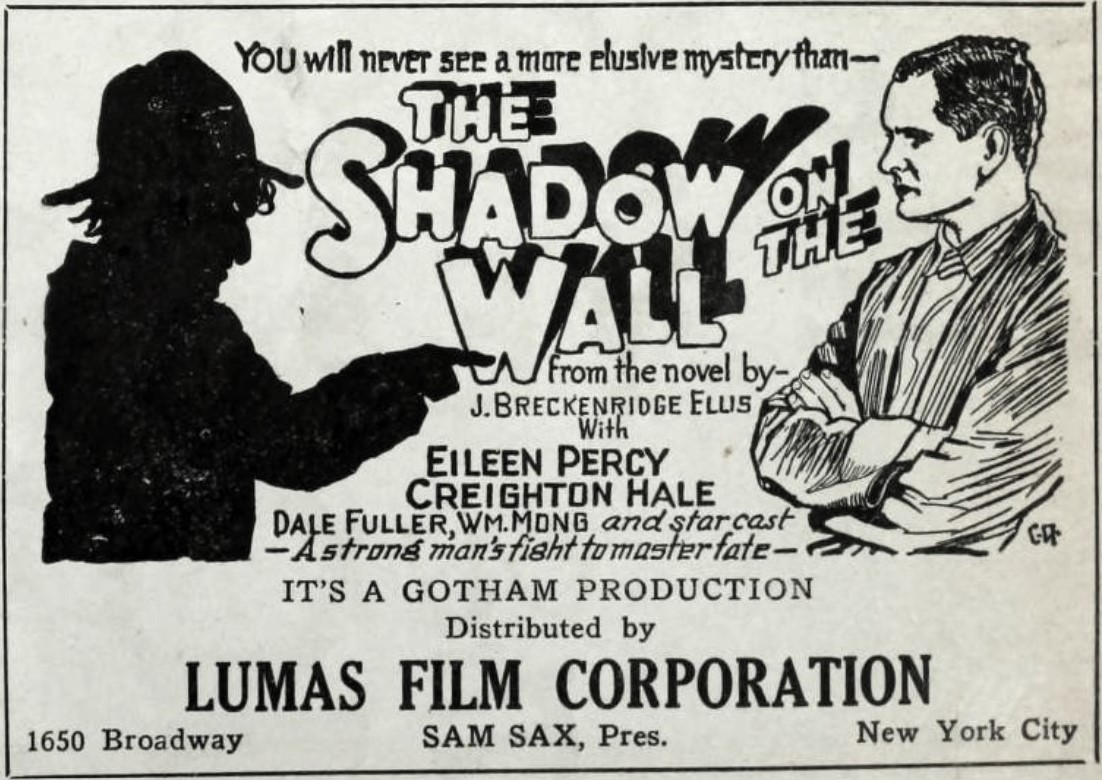 YOU will never see a more elusive mystery than—
THE
SHADOW
ON
THE
WALL
from the novel by-
J. BRECKENRIDGE ELLIS
With
EILEEN PERCY
CREIGHTON HALE
DALE FULLER, WM. MONG and star cast
— A strong man's fight to master fate —
IT'S A GOTHAM PRODUCTION
Distributed by
LUMAS FILM CORPORATION
1650 Broadway SAM SAX, Pres. New York City